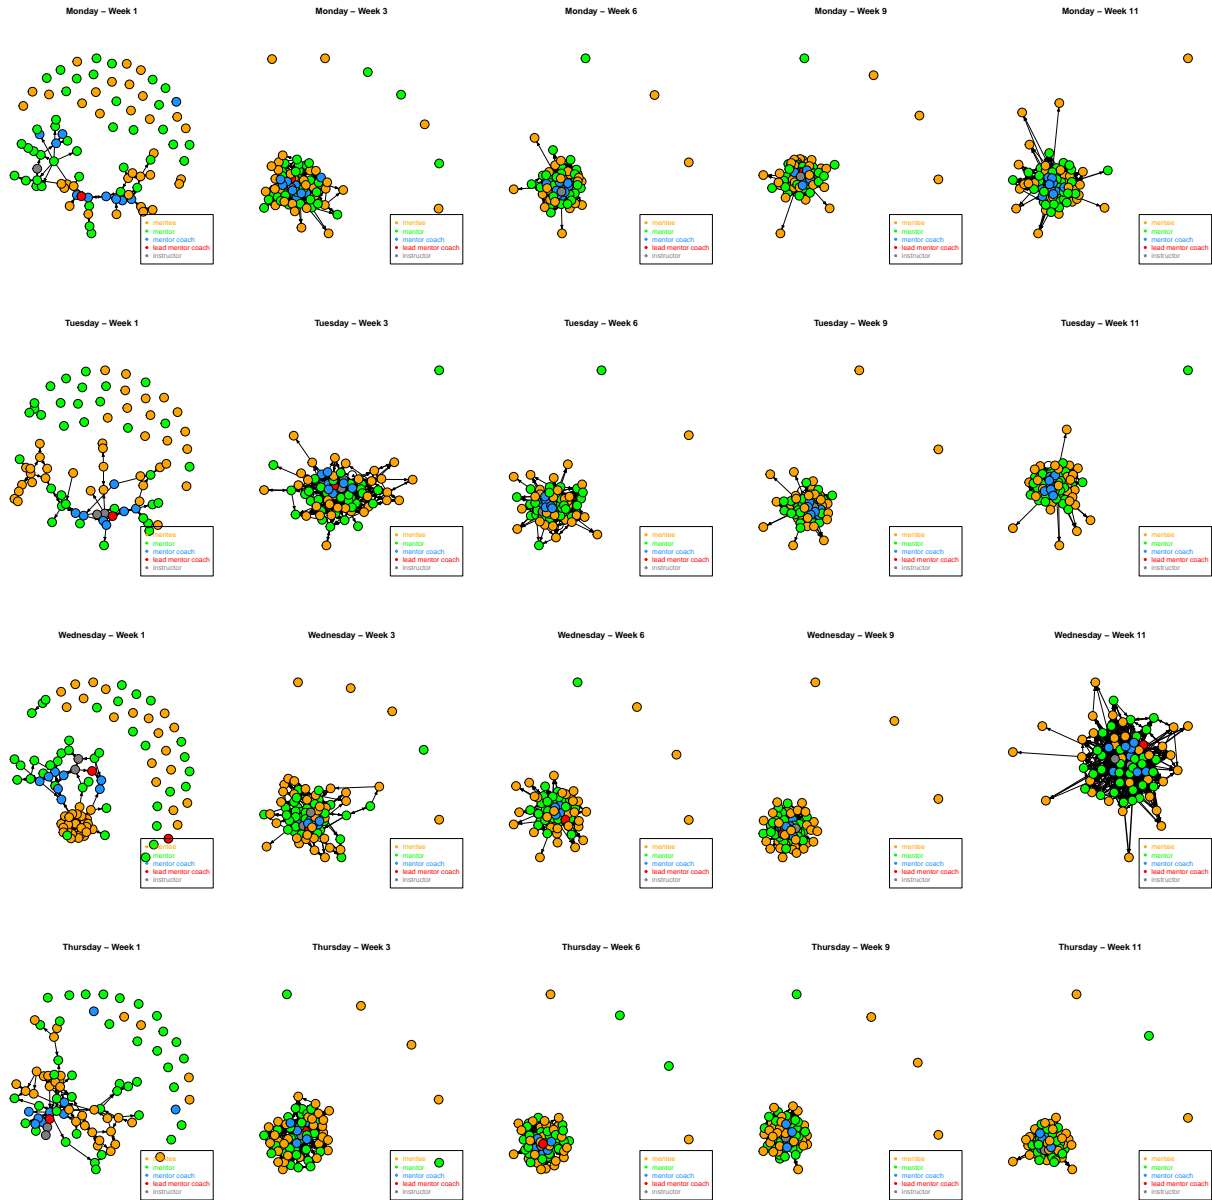 Monday – Week 1
Monday – Week 3
Monday – Week 6
Monday – Week 9
Monday – Week 11
mentee
mentor
mentor coach
lead mentor coach
instructor
mentee
mentor
mentor coach
lead mentor coach
instructor
mentee
mentor
mentor coach
lead mentor coach
instructor
mentee
mentor
mentor coach
lead mentor coach
instructor
mentee
mentor
mentor coach
lead mentor coach
instructor
Tuesday – Week 1
Tuesday – Week 3
Tuesday – Week 6
Tuesday – Week 9
Tuesday – Week 11
mentee
mentor
mentor coach
lead mentor coach
instructor
mentee
mentor
mentor coach
lead mentor coach
instructor
mentee
mentor
mentor coach
lead mentor coach
instructor
mentee
mentor
mentor coach
lead mentor coach
instructor
mentee
mentor
mentor coach
lead mentor coach
instructor
Wednesday – Week 1
Wednesday – Week 3
Wednesday – Week 6
Wednesday – Week 9
Wednesday – Week 11
mentee
mentor
mentor coach
lead mentor coach
instructor
mentee
mentor
mentor coach
lead mentor coach
instructor
mentee
mentor
mentor coach
lead mentor coach
instructor
mentee
mentor
mentor coach
lead mentor coach
instructor
mentee
mentor
mentor coach
lead mentor coach
instructor
Thursday – Week 1
Thursday – Week 3
Thursday – Week 6
Thursday – Week 9
Thursday – Week 11
mentee
mentor
mentor coach
lead mentor coach
instructor
mentee
mentor
mentor coach
lead mentor coach
instructor
mentee
mentor
mentor coach
lead mentor coach
instructor
mentee
mentor
mentor coach
lead mentor coach
instructor
mentee
mentor
mentor coach
lead mentor coach
instructor